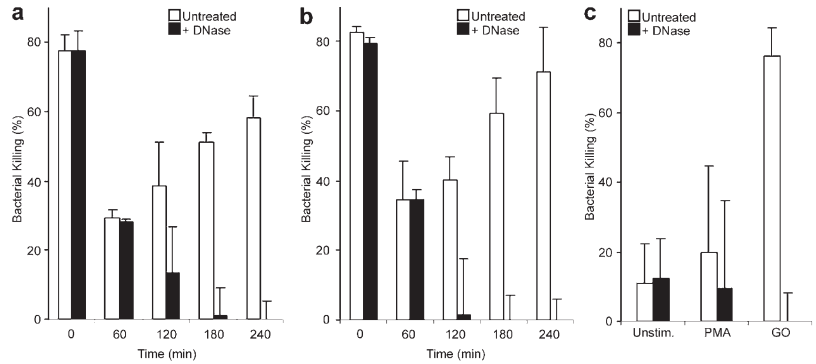 a
Untreated
+ DNase
Bacterial Killing (%)
80
60
40
20
0
0 60 120 180 240
Time (min)
b
Untreated
+ DNase
Bacterial Killing (%)
80
60
40
20
0
0 60 120 180 240
Time (min)
c
Untreated
+ DNase
Bacterial Killing (%)
80
60
40
20
0
Unstim. PMA GO